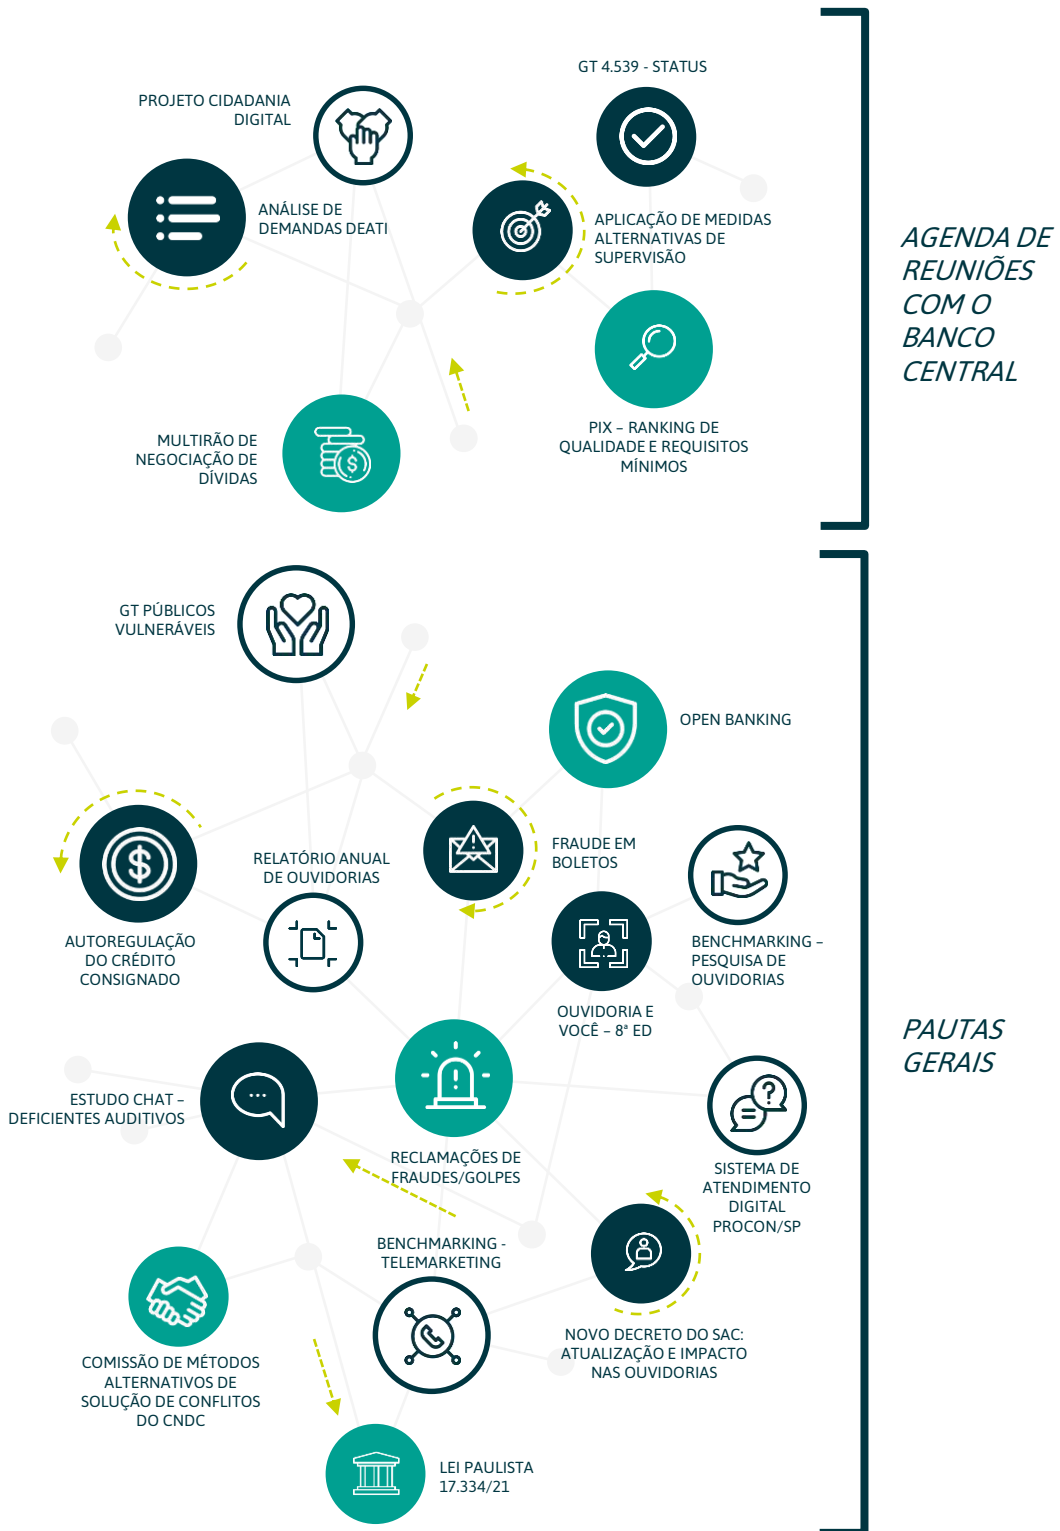 GT 4.539 - STATUS
PROJETO CIDADANIA
DIGITAL
ANÁLISE DE
DEMANDAS DEATI
APLICAÇÃO DE MEDIDAS
ALTERNATIVAS DE
SUPERVISÃO
AGENDA DE
REUNIÕES
COM O
BANCO
CENTRAL
MULTIRÃO DE
NEGOCIAÇÃO DE
DÍVIDAS
PIX – RANKING DE
QUALIDADE E REQUISITOS
MÍNIMOS
GT PÚBLICOS
VULNERÁVEIS
OPEN BANKING
FRAUDE EM
BOLETOS
RELATÓRIO ANUAL
DE OUVIDORIAS
AUTOREGULAÇÃO
DO CRÉDITO
CONSIGNADO
BENCHMARKING –
PESQUISA DE
OUVIDORIAS
OUVIDORIA E
VOCÊ – 8ª ED
PAUTAS
GERAIS
ESTUDO CHAT –
DEFICIENTES AUDITIVOS
RECLAMAÇÕES DE
FRAUDES/GOLPES
SISTEMA DE
ATENDIMENTO
DIGITAL
PROCON/SP
BENCHMARKING -
TELEMARKETING
NOVO DECRETO DO SAC:
ATUALIZAÇÃO E IMPACTO
NAS OUVIDORIAS
COMISSÃO DE MÉTODOS
ALTERNATIVOS DE
SOLUÇÃO DE CONFLITOS
DO CNDC
LEI PAULISTA
17.334/21